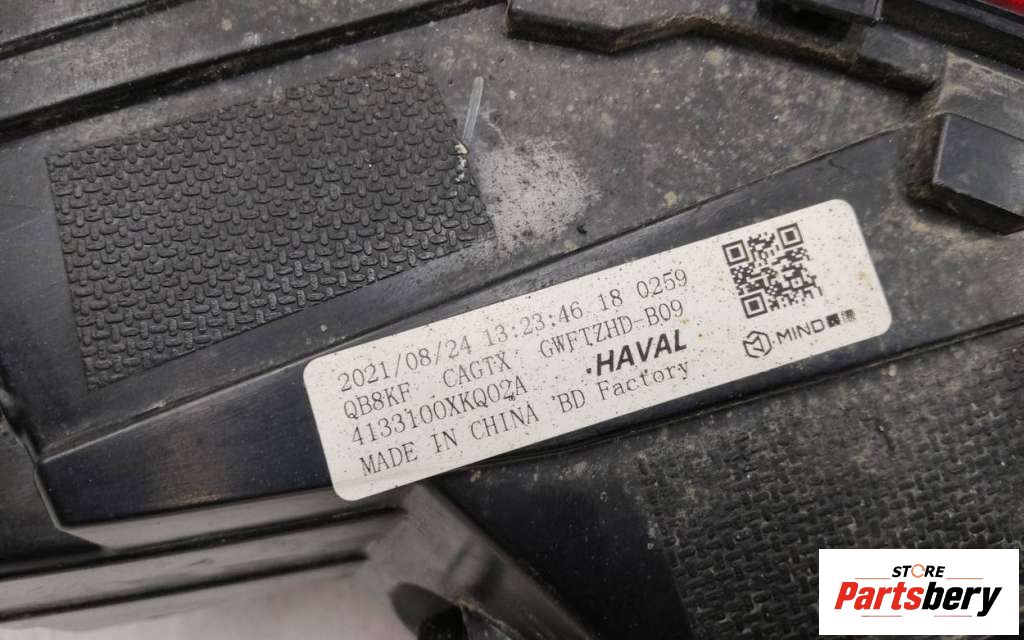 2021/08/24 13:23:46 18 0259
QB8KF CAGTX GWFTZHD-B09
4133100XKQ02A HAVAL
MADE IN CHINA BD Factory
MIND
STORE
Partsbery